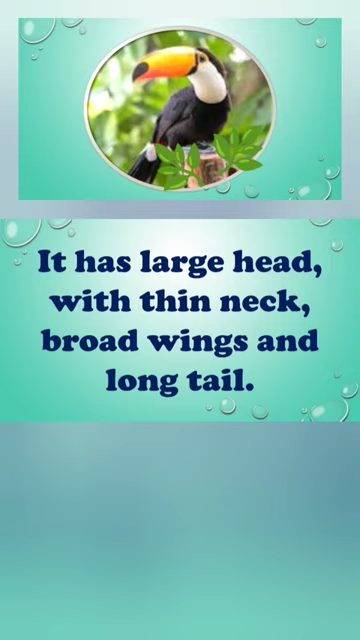 It has large head,
with thin neck,
broad wings and
long tail.